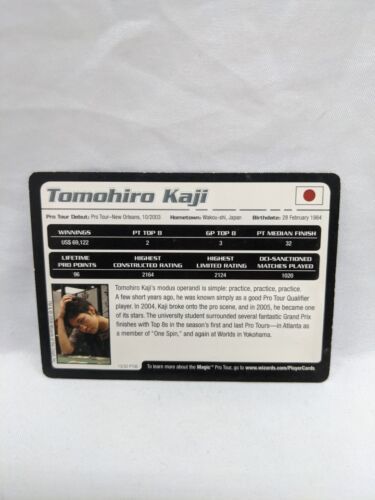 Tomohiro Kaji
Pro Tour Debut: Pro Tour–New Orleans, 10/2003 Hometown: Wakou-shi, Japan Birthdate: 29 February 1984
WINNINGS PT TOP 8 GP TOP 8 PT MEDIAN FINISH
US$ 69,122 2 3 32
LIFETIME PRO POINTS HIGHEST CONSTRUCTED RATING HIGHEST LIMITED RATING DCI-SANCTIONED MATCHES PLAYED
96 2164 2124 1020
Tomohiro Kaji's modus operandi is simple: practice, practice, practice.
A few short years ago, he was known simply as a good Pro Tour Qualifier
player. In 2004, Kaji broke onto the pro scene, and in 2005, he became one
of its stars. The university student surrounded several fantastic Grand Prix
finishes with Top 8s in the season's first and last Pro Tours—in Atlanta as
a member of "One Spin," and again at Worlds in Yokohama.
To learn more about the Magic™ Pro Tour, go to www.wizards.com/PlayerCards